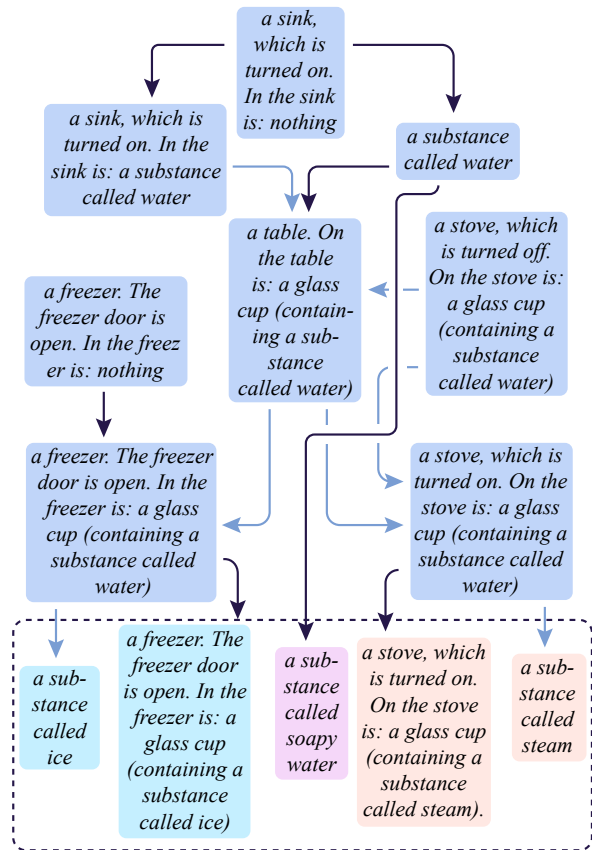 a sink,
which is
turned on.
In the sink
is: nothing
a sink, which is
turned on. In the
sink is: a substance
called water
a substance
called water
a table. On
the table
is: a glass
cup (contain-
ing a sub-
stance
called water)
a stove, which
is turned off.
On the stove is:
a glass cup
(containing
a substance
called water)
a freezer. The
freezer door is
open. In the freez
er is: nothing
a freezer. The freezer
door is open. In the
freezer is: a glass
cup (containing a
substance called
water)
a stove, which is
turned on. On the
stove is: a glass
cup (containing a
substance called
water)
a sub-
stance
called
ice
a freezer. The
freezer door
is open. In the
freezer is: a
glass cup
(containing a
substance
called ice)
a sub-
stance
called
soapy
water
a stove, which
is turned on.
On the stove
is: a glass cup
(containing a
substance
called steam).
a sub-
stance
called
steam